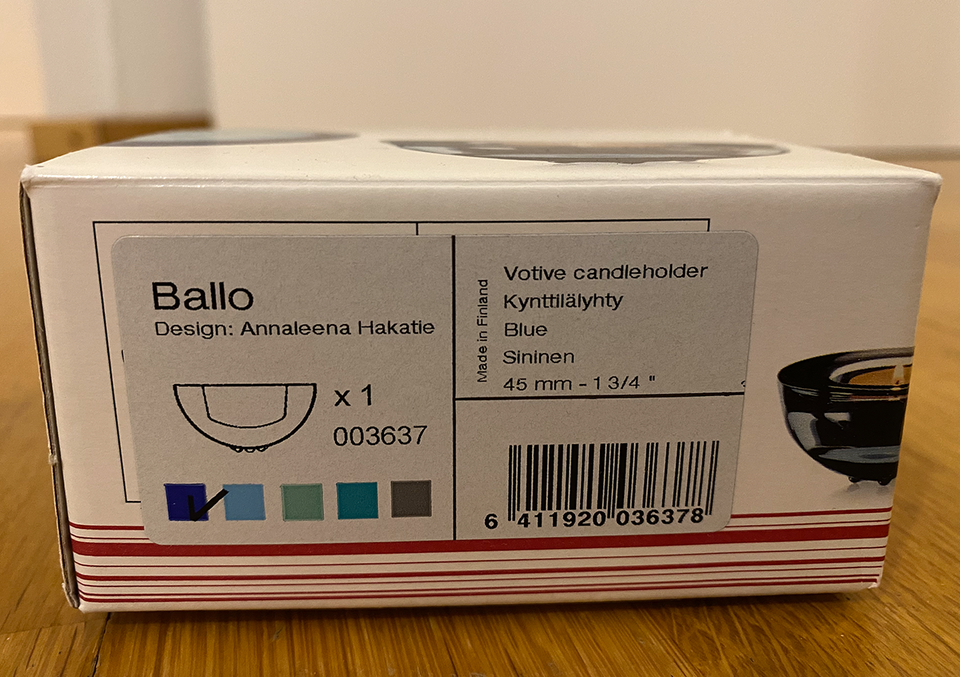 Ballo
Design: Annaleena Hakatie
x 1
003637
Made in Finland
Votive candleholder
Kynttilälyhty
Blue
Sininen
45 mm - 1 3/4 "
6 411920 036378